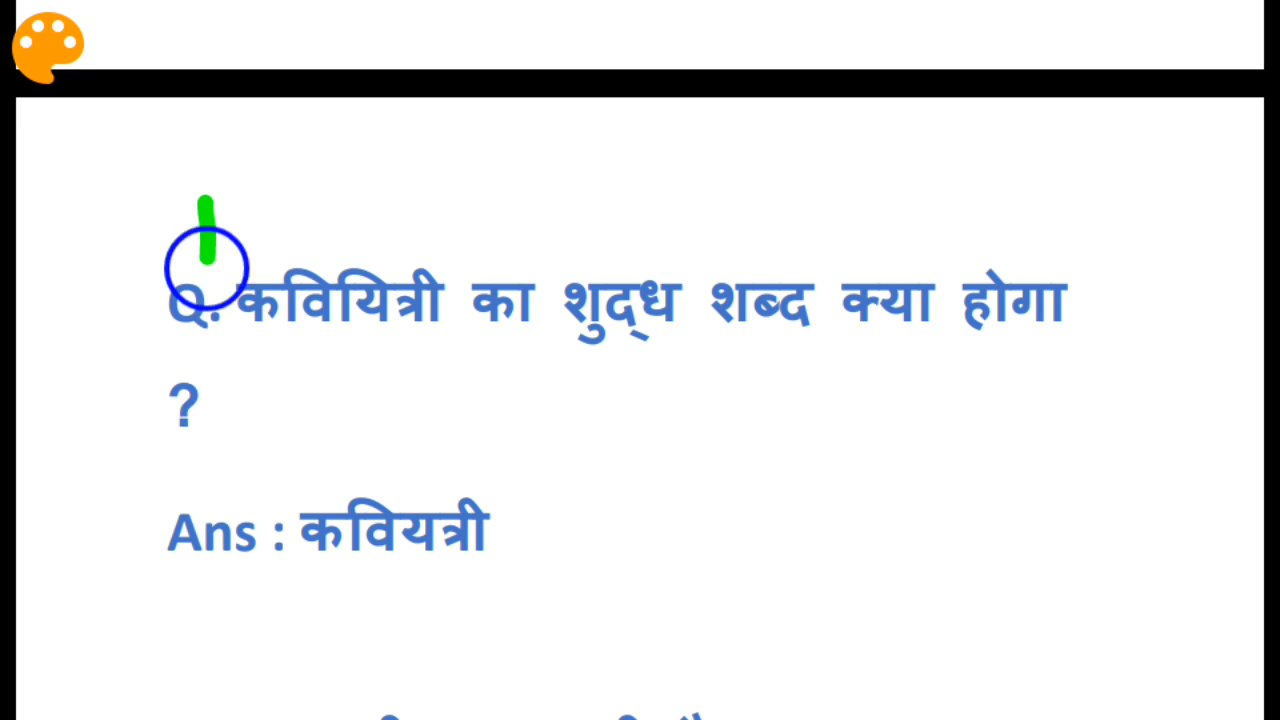 Q. कवियित्री का शुद्ध शब्द क्या होगा
?
Ans : कवियत्री